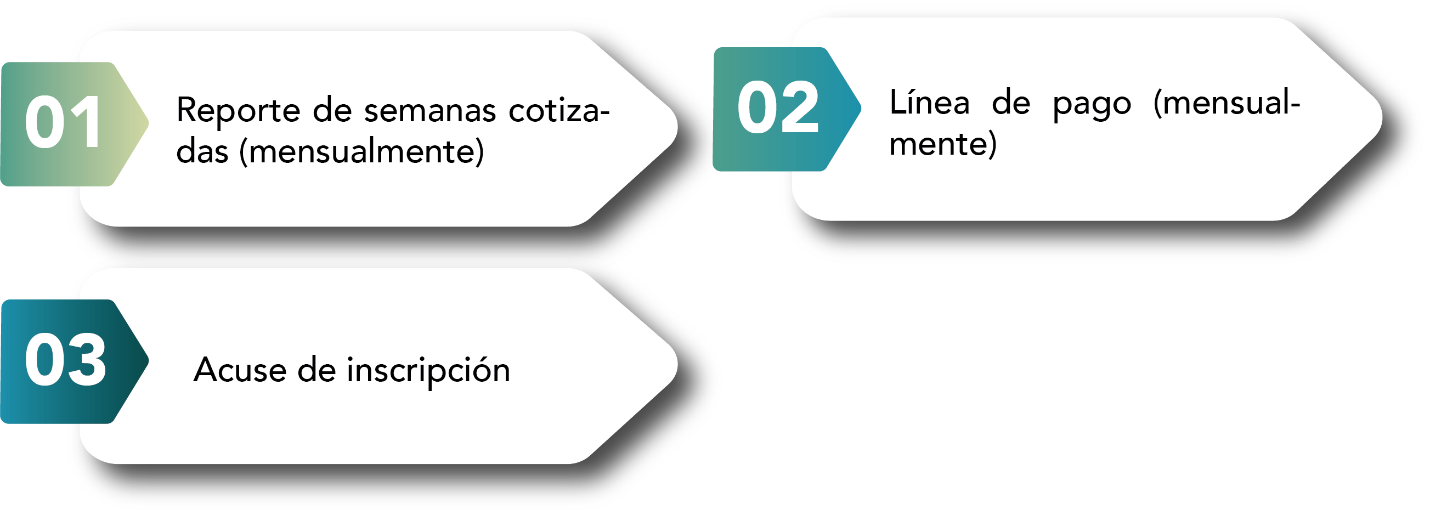 01
Reporte de semanas cotiza-
das (mensualmente)
02
Línea de pago (mensual-
mente)
03
Acuse de inscripción